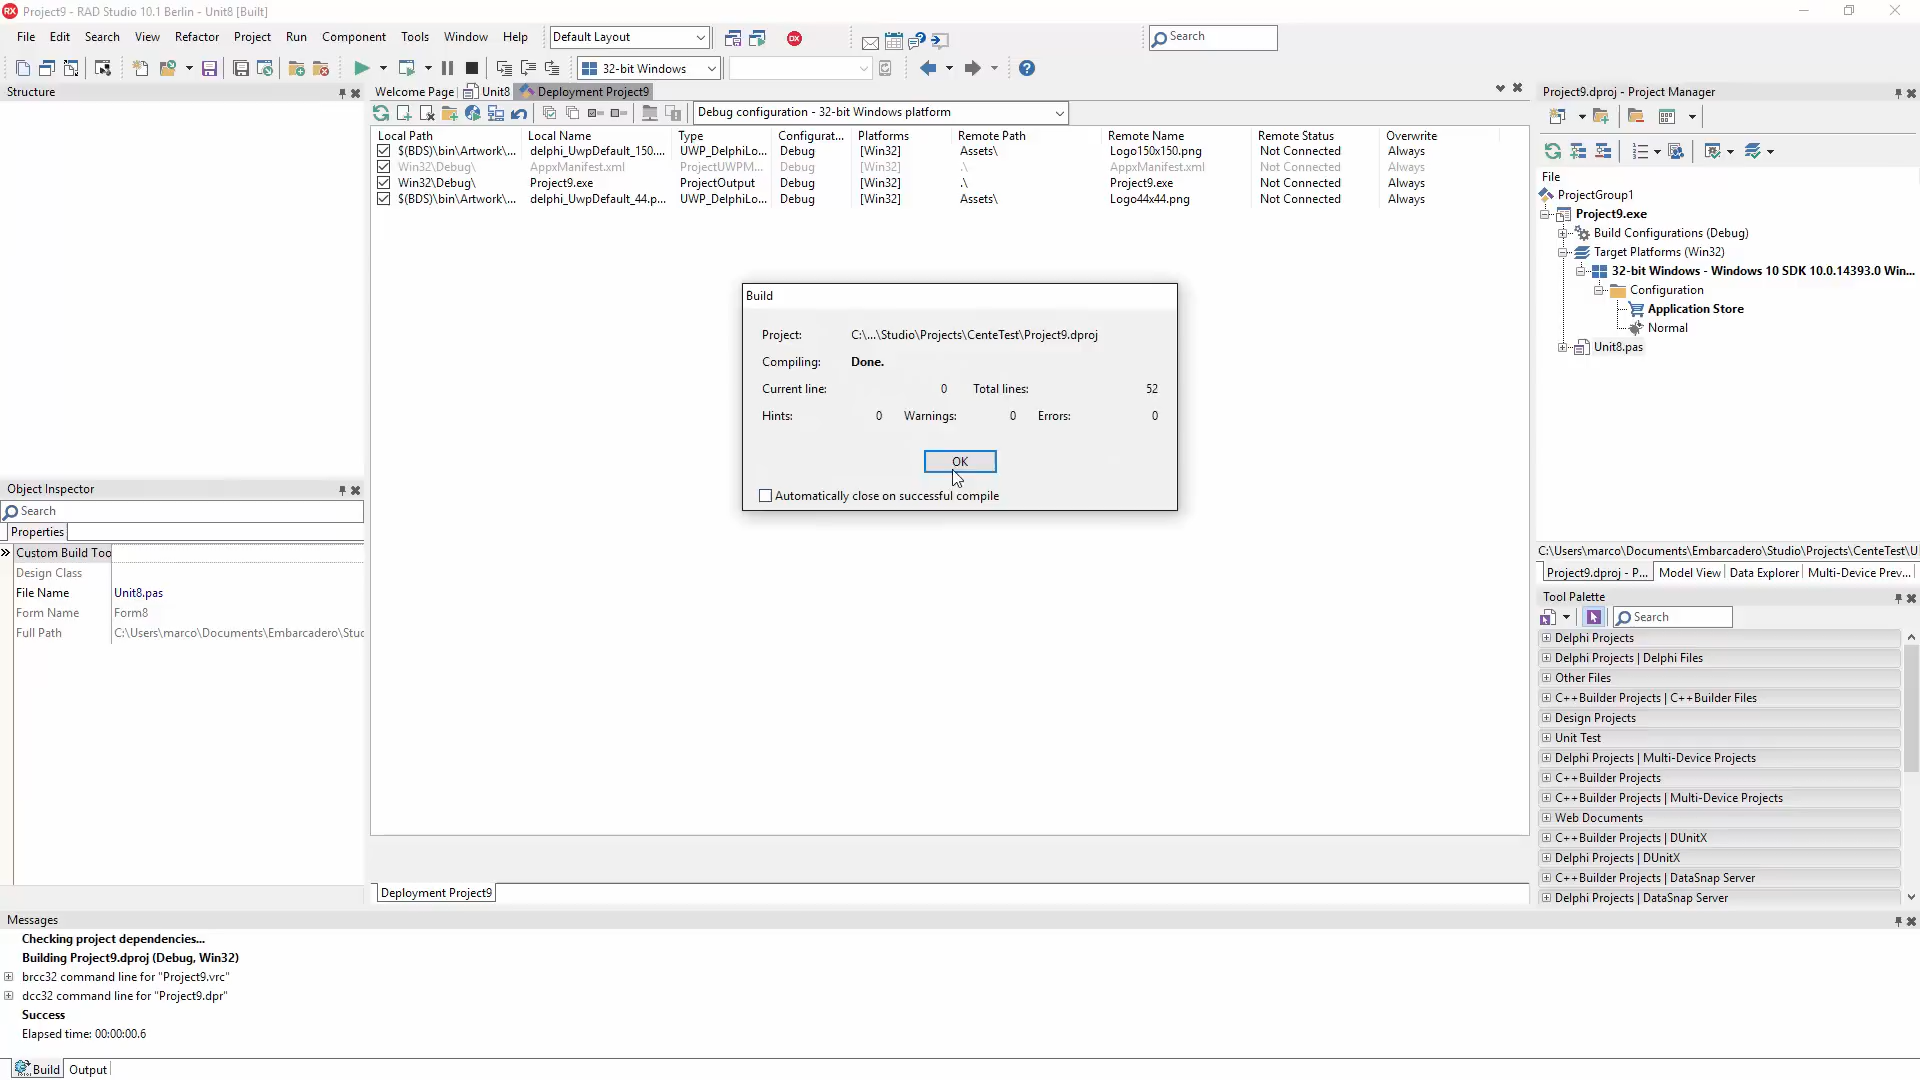 Project9 - RAD Studio 10.1 Berlin - Unit8 [Built]
File Edit Search View Refactor Project Run Component Tools Window Help Default Layout Search
32-bit Windows
Structure
Welcome Page Unit8 Deployment Project9
Debug configuration - 32-bit Windows platform
Local Path Local Name Type Configurat... Platforms Remote Path Remote Name Remote Status Overwrite
$(BDS)\bin\Artwork\... delphi_UwpDefault_150.... UWP_DelphiLo... Debug [Win32] Assets\ Logo150x150.png Not Connected Always
Win32\Debug\ AppxManifest.xml ProjectUWPM... Debug [Win32] .\ AppxManifest.xml Not Connected Always
Win32\Debug\ Project9.exe ProjectOutput Debug [Win32] .\ Project9.exe Not Connected Always
$(BDS)\bin\Artwork\... delphi_UwpDefault_44.p... UWP_DelphiLo... Debug [Win32] Assets\ Logo44x44.png Not Connected Always
Build
Project: C:\...\Studio\Projects\CenteTest\Project9.dproj
Compiling: Done.
Current line: 0 Total lines: 52
Hints: 0 Warnings: 0 Errors: 0
OK
Automatically close on successful compile
Project9.dproj - Project Manager
File
ProjectGroup1
Project9.exe
Build Configurations (Debug)
Target Platforms (Win32)
32-bit Windows - Windows 10 SDK 10.0.14393.0 Win...
Configuration
Application Store
Normal
Unit8.pas
C:\Users\marco\Documents\Embarcadero\Studio\Projects\CenteTest\U
Project9.dproj - P... Model View Data Explorer Multi-Device Prev...
Object Inspector
Search
Properties
Custom Build Too
Design Class
File Name Unit8.pas
Form Name Form8
Full Path C:\Users\marco\Documents\Embarcadero\Stud
Tool Palette
Search
Delphi Projects
Delphi Projects | Delphi Files
Other Files
C++Builder Projects | C++Builder Files
Design Projects
Unit Test
Delphi Projects | Multi-Device Projects
C++Builder Projects
C++Builder Projects | Multi-Device Projects
Web Documents
C++Builder Projects | DUnitX
Delphi Projects | DUnitX
C++Builder Projects | DataSnap Server
Delphi Projects | DataSnap Server
Deployment Project9
Messages
Checking project dependencies...
Building Project9.dproj (Debug, Win32)
brcc32 command line for "Project9.vrc"
dcc32 command line for "Project9.dpr"
Success
Elapsed time: 00:00:00.6
Build Output